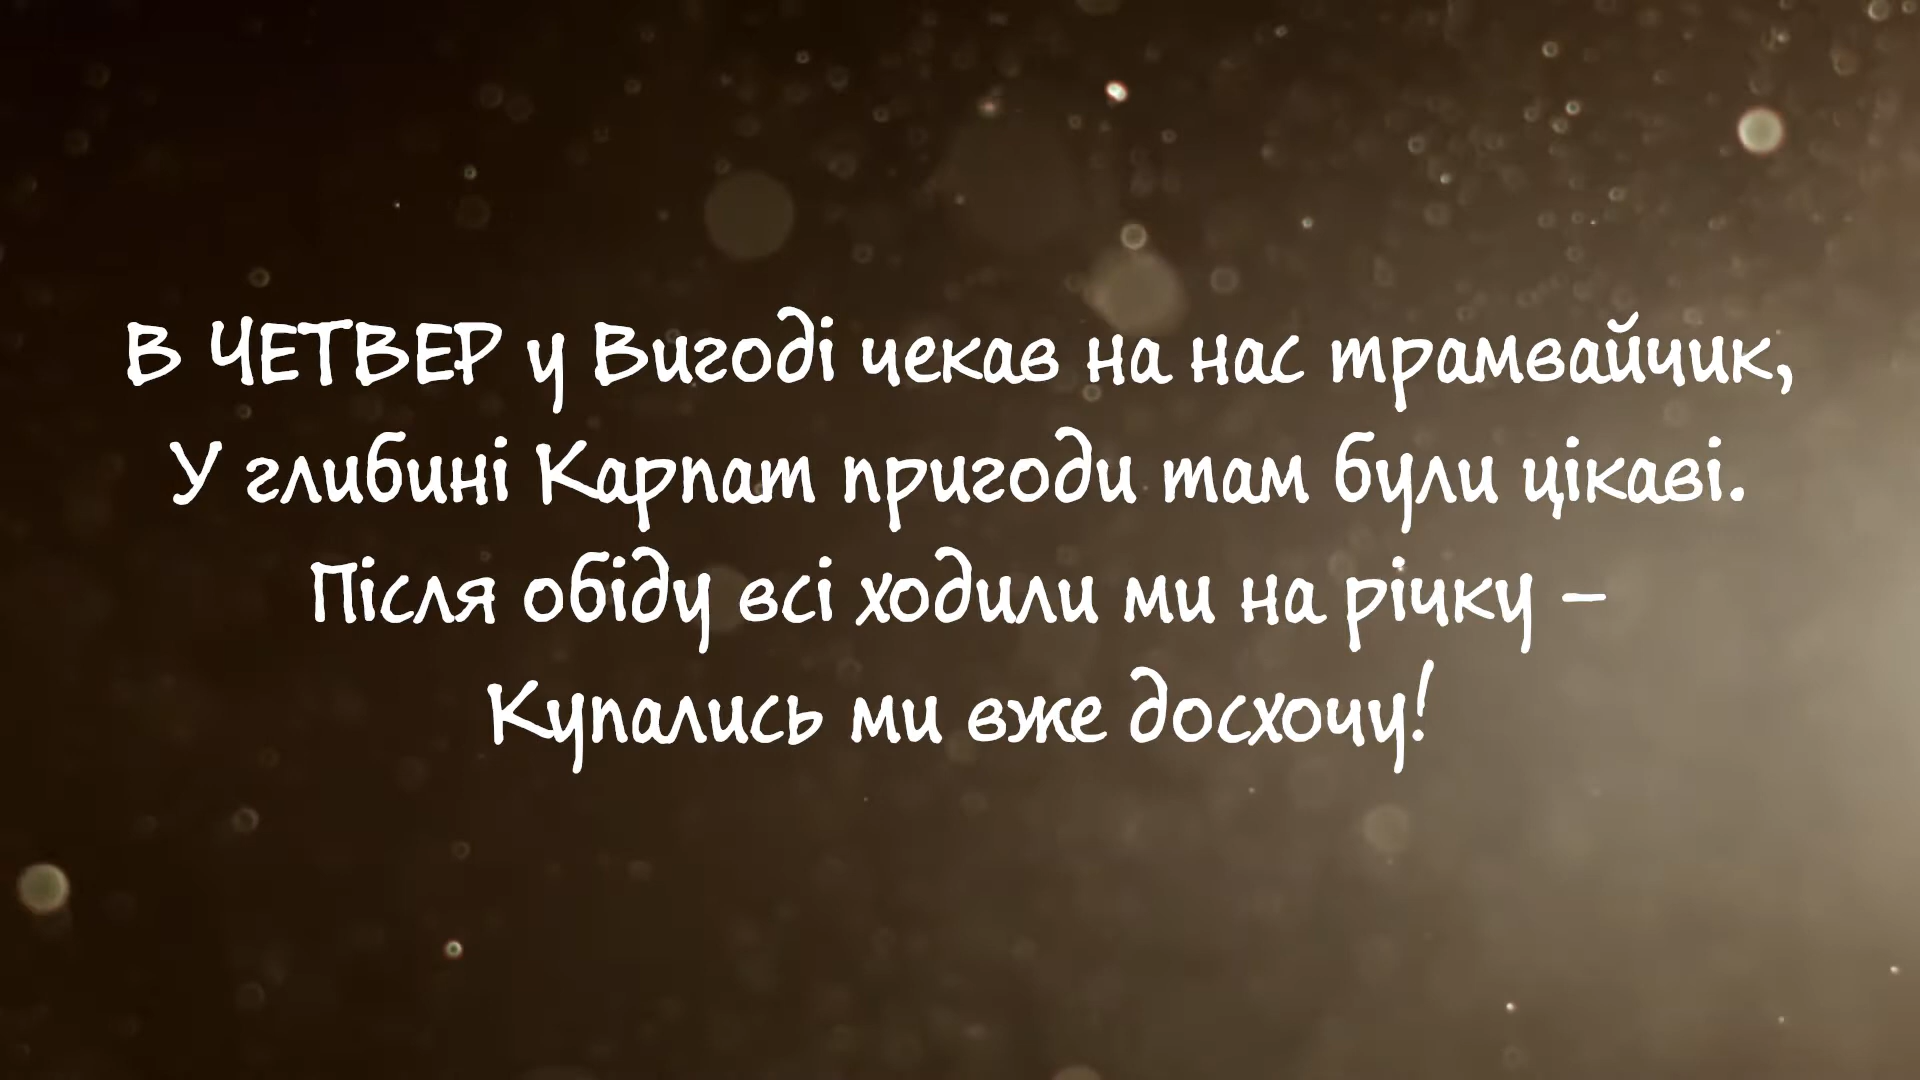 В ЧЕТВЕР у Вигоді чекав на нас трамвайчик,
У глибині Карпат пригоди там були цікаві.
Після обіду всі ходили ми на річку –
Купались ми вже досхочу!